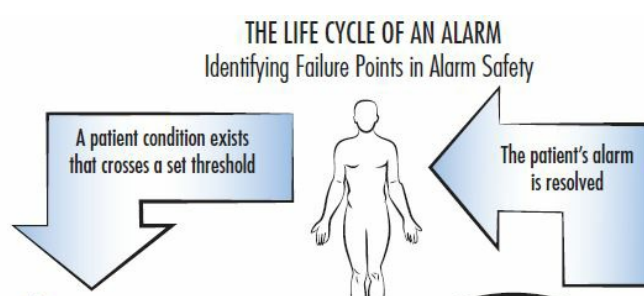 THE LIFE CYCLE OF AN ALARM
Identifying Failure Points in Alarm Safety
A patient condition exists
that crosses a set threshold
The patient's alarm
is resolved